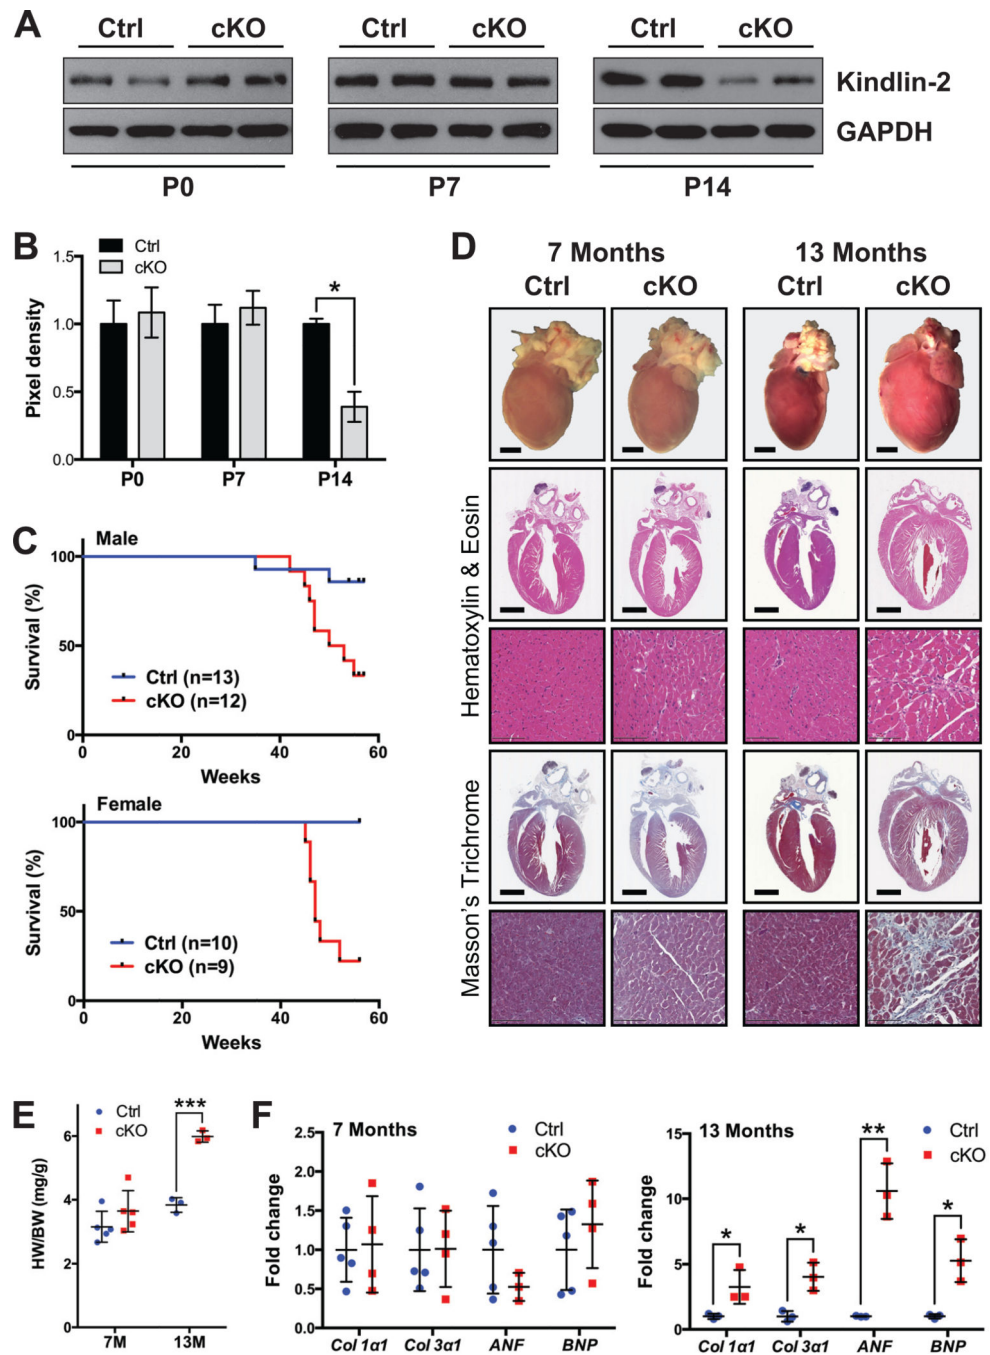 A
Ctrl cKO Ctrl cKO Ctrl cKO
Kindlin-2
GAPDH
P0 P7 P14
B
Ctrl
cKO
Pixel density
1.5
1.0
0.5
0.0
P0 P7 P14
*
C
Male
Survival (%)
100
50
0
Ctrl (n=13)
cKO (n=12)
0 20 40 60
Weeks
Female
Survival (%)
100
50
0
Ctrl (n=10)
cKO (n=9)
0 20 40 60
Weeks
D
7 Months 13 Months
Ctrl cKO Ctrl cKO
Hematoxylin & Eosin
Masson's Trichrome
E
Ctrl
cKO
***
HW/BW (mg/g)
6
4
2
0
7M 13M
F
7 Months
Ctrl
cKO
Fold change
2.5
2.0
1.5
1.0
0.5
0.0
Col 1α1 Col 3α1 ANF BNP
13 Months
Ctrl
cKO
Fold change
15
10
5
0
* * ** *
Col 1α1 Col 3α1 ANF BNP